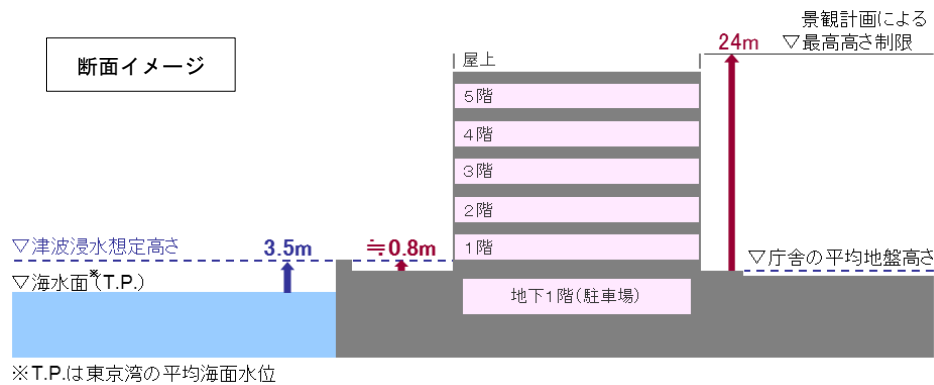 断面イメージ
景観計画による
24m ▽最高高さ制限
屋上
5階
4階
3階
2階
1階
▽津波浸水想定高さ
3.5m
≒0.8m
▽庁舎の平均地盤高さ
▽海水面※(T.P.)
地下1階(駐車場)
※T.P.は東京湾の平均海面水位